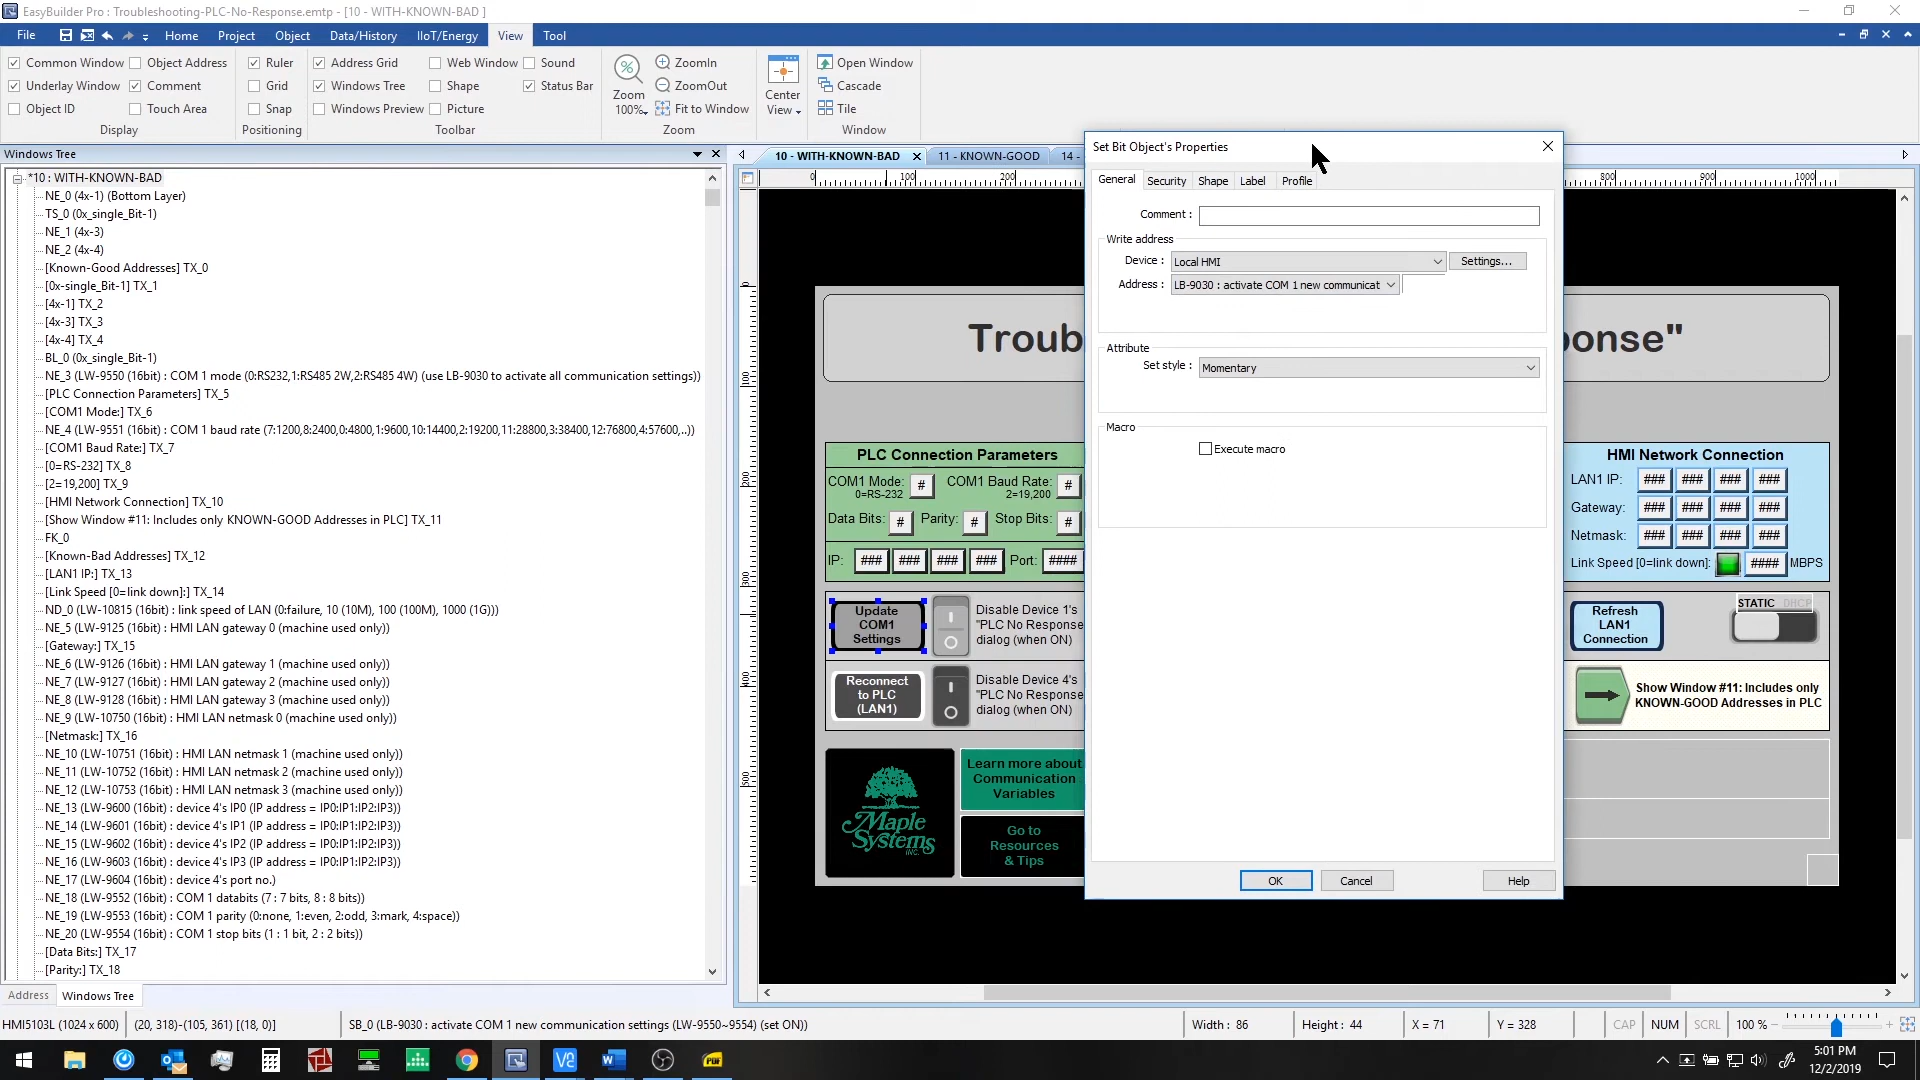 EasyBuilder Pro : Troubleshooting-PLC-No-Response.emtp - [10 - WITH-KNOWN-BAD ]
File Home Project Object Data/History IIoT/Energy View Tool
Common Window Object Address Ruler Address Grid Web Window Sound ZoomIn Open Window
Underlay Window Comment Grid Windows Tree Shape Status Bar Zoom ZoomOut Center Cascade
Object ID Touch Area Snap Windows Preview Picture 100% Fit to Window View Tile
Display Positioning Toolbar Zoom Window
Windows Tree
*10 : WITH-KNOWN-BAD
NE_0 (4x-1) (Bottom Layer)
TS_0 (0x_single_Bit-1)
NE_1 (4x-3)
NE_2 (4x-4)
[Known-Good Addresses] TX_0
[0x-single_Bit-1] TX_1
[4x-1] TX_2
[4x-3] TX_3
[4x-4] TX_4
BL_0 (0x_single_Bit-1)
NE_3 (LW-9550 (16bit) : COM 1 mode (0:RS232,1:RS485 2W,2:RS485 4W) (use LB-9030 to activate all communication settings))
[PLC Connection Parameters] TX_5
[COM1 Mode:] TX_6
NE_4 (LW-9551 (16bit) : COM 1 baud rate (7:1200,8:2400,0:4800,1:9600,10:14400,2:19200,11:28800,3:38400,12:76800,4:57600,..))
[COM1 Baud Rate:] TX_7
[0=RS-232] TX_8
[2=19,200] TX_9
[HMI Network Connection] TX_10
[Show Window #11: Includes only KNOWN-GOOD Addresses in PLC] TX_11
FK_0
[Known-Bad Addresses] TX_12
[LAN1 IP:] TX_13
[Link Speed [0=link down]:] TX_14
ND_0 (LW-10815 (16bit) : link speed of LAN (0:failure, 10 (10M), 100 (100M), 1000 (1G)))
NE_5 (LW-9125 (16bit) : HMI LAN gateway 0 (machine used only))
[Gateway:] TX_15
NE_6 (LW-9126 (16bit) : HMI LAN gateway 1 (machine used only))
NE_7 (LW-9127 (16bit) : HMI LAN gateway 2 (machine used only))
NE_8 (LW-9128 (16bit) : HMI LAN gateway 3 (machine used only))
NE_9 (LW-10750 (16bit) : HMI LAN netmask 0 (machine used only))
[Netmask:] TX_16
NE_10 (LW-10751 (16bit) : HMI LAN netmask 1 (machine used only))
NE_11 (LW-10752 (16bit) : HMI LAN netmask 2 (machine used only))
NE_12 (LW-10753 (16bit) : HMI LAN netmask 3 (machine used only))
NE_13 (LW-9600 (16bit) : device 4's IP0 (IP address = IP0:IP1:IP2:IP3))
NE_14 (LW-9601 (16bit) : device 4's IP1 (IP address = IP0:IP1:IP2:IP3))
NE_15 (LW-9602 (16bit) : device 4's IP2 (IP address = IP0:IP1:IP2:IP3))
NE_16 (LW-9603 (16bit) : device 4's IP3 (IP address = IP0:IP1:IP2:IP3))
NE_17 (LW-9604 (16bit) : device 4's port no.)
NE_18 (LW-9552 (16bit) : COM 1 databits (7 : 7 bits, 8 : 8 bits))
NE_19 (LW-9553 (16bit) : COM 1 parity (0:none, 1:even, 2:odd, 3:mark, 4:space))
NE_20 (LW-9554 (16bit) : COM 1 stop bits (1 : 1 bit, 2 : 2 bits))
[Data Bits:] TX_17
[Parity:] TX_18
Address Windows Tree
10 - WITH-KNOWN-BAD 11 - KNOWN-GOOD 14 -
0 100 200 800 900 1000
0
100
200
300
400
500
Troub ponse"
PLC Connection Parameters
COM1 Mode: # COM1 Baud Rate: #
0=RS-232 2=19,200
Data Bits: # Parity: # Stop Bits: #
IP: ### ### ### ### Port: ####
Update
COM1
Settings
Disable Device 1's
"PLC No Response
dialog (when ON)
Reconnect
to PLC
(LAN1)
Disable Device 4's
"PLC No Response
dialog (when ON)
Maple
Systems
INC.
Learn more about
Communication
Variables
Go to
Resources
& Tips
Set Bit Object's Properties
General Security Shape Label Profile
Comment :
Write address
Device : Local HMI Settings...
Address : LB-9030 : activate COM 1 new communicat
Attribute
Set style : Momentary
Macro
Execute macro
OK Cancel Help
HMI Network Connection
LAN1 IP: ### ### ### ###
Gateway: ### ### ### ###
Netmask: ### ### ### ###
Link Speed [0=link down]: #### MBPS
Refresh
LAN1
Connection
STATIC DHCP
Show Window #11: Includes only
KNOWN-GOOD Addresses in PLC
HMI5103L (1024 x 600) (20, 318)-(105, 361) [(18, 0)] SB_0 (LB-9030 : activate COM 1 new communication settings (LW-9550~9554) (set ON)) Width : 86 Height : 44 X = 71 Y = 328 CAP NUM SCRL 100 %
5:01 PM
12/2/2019